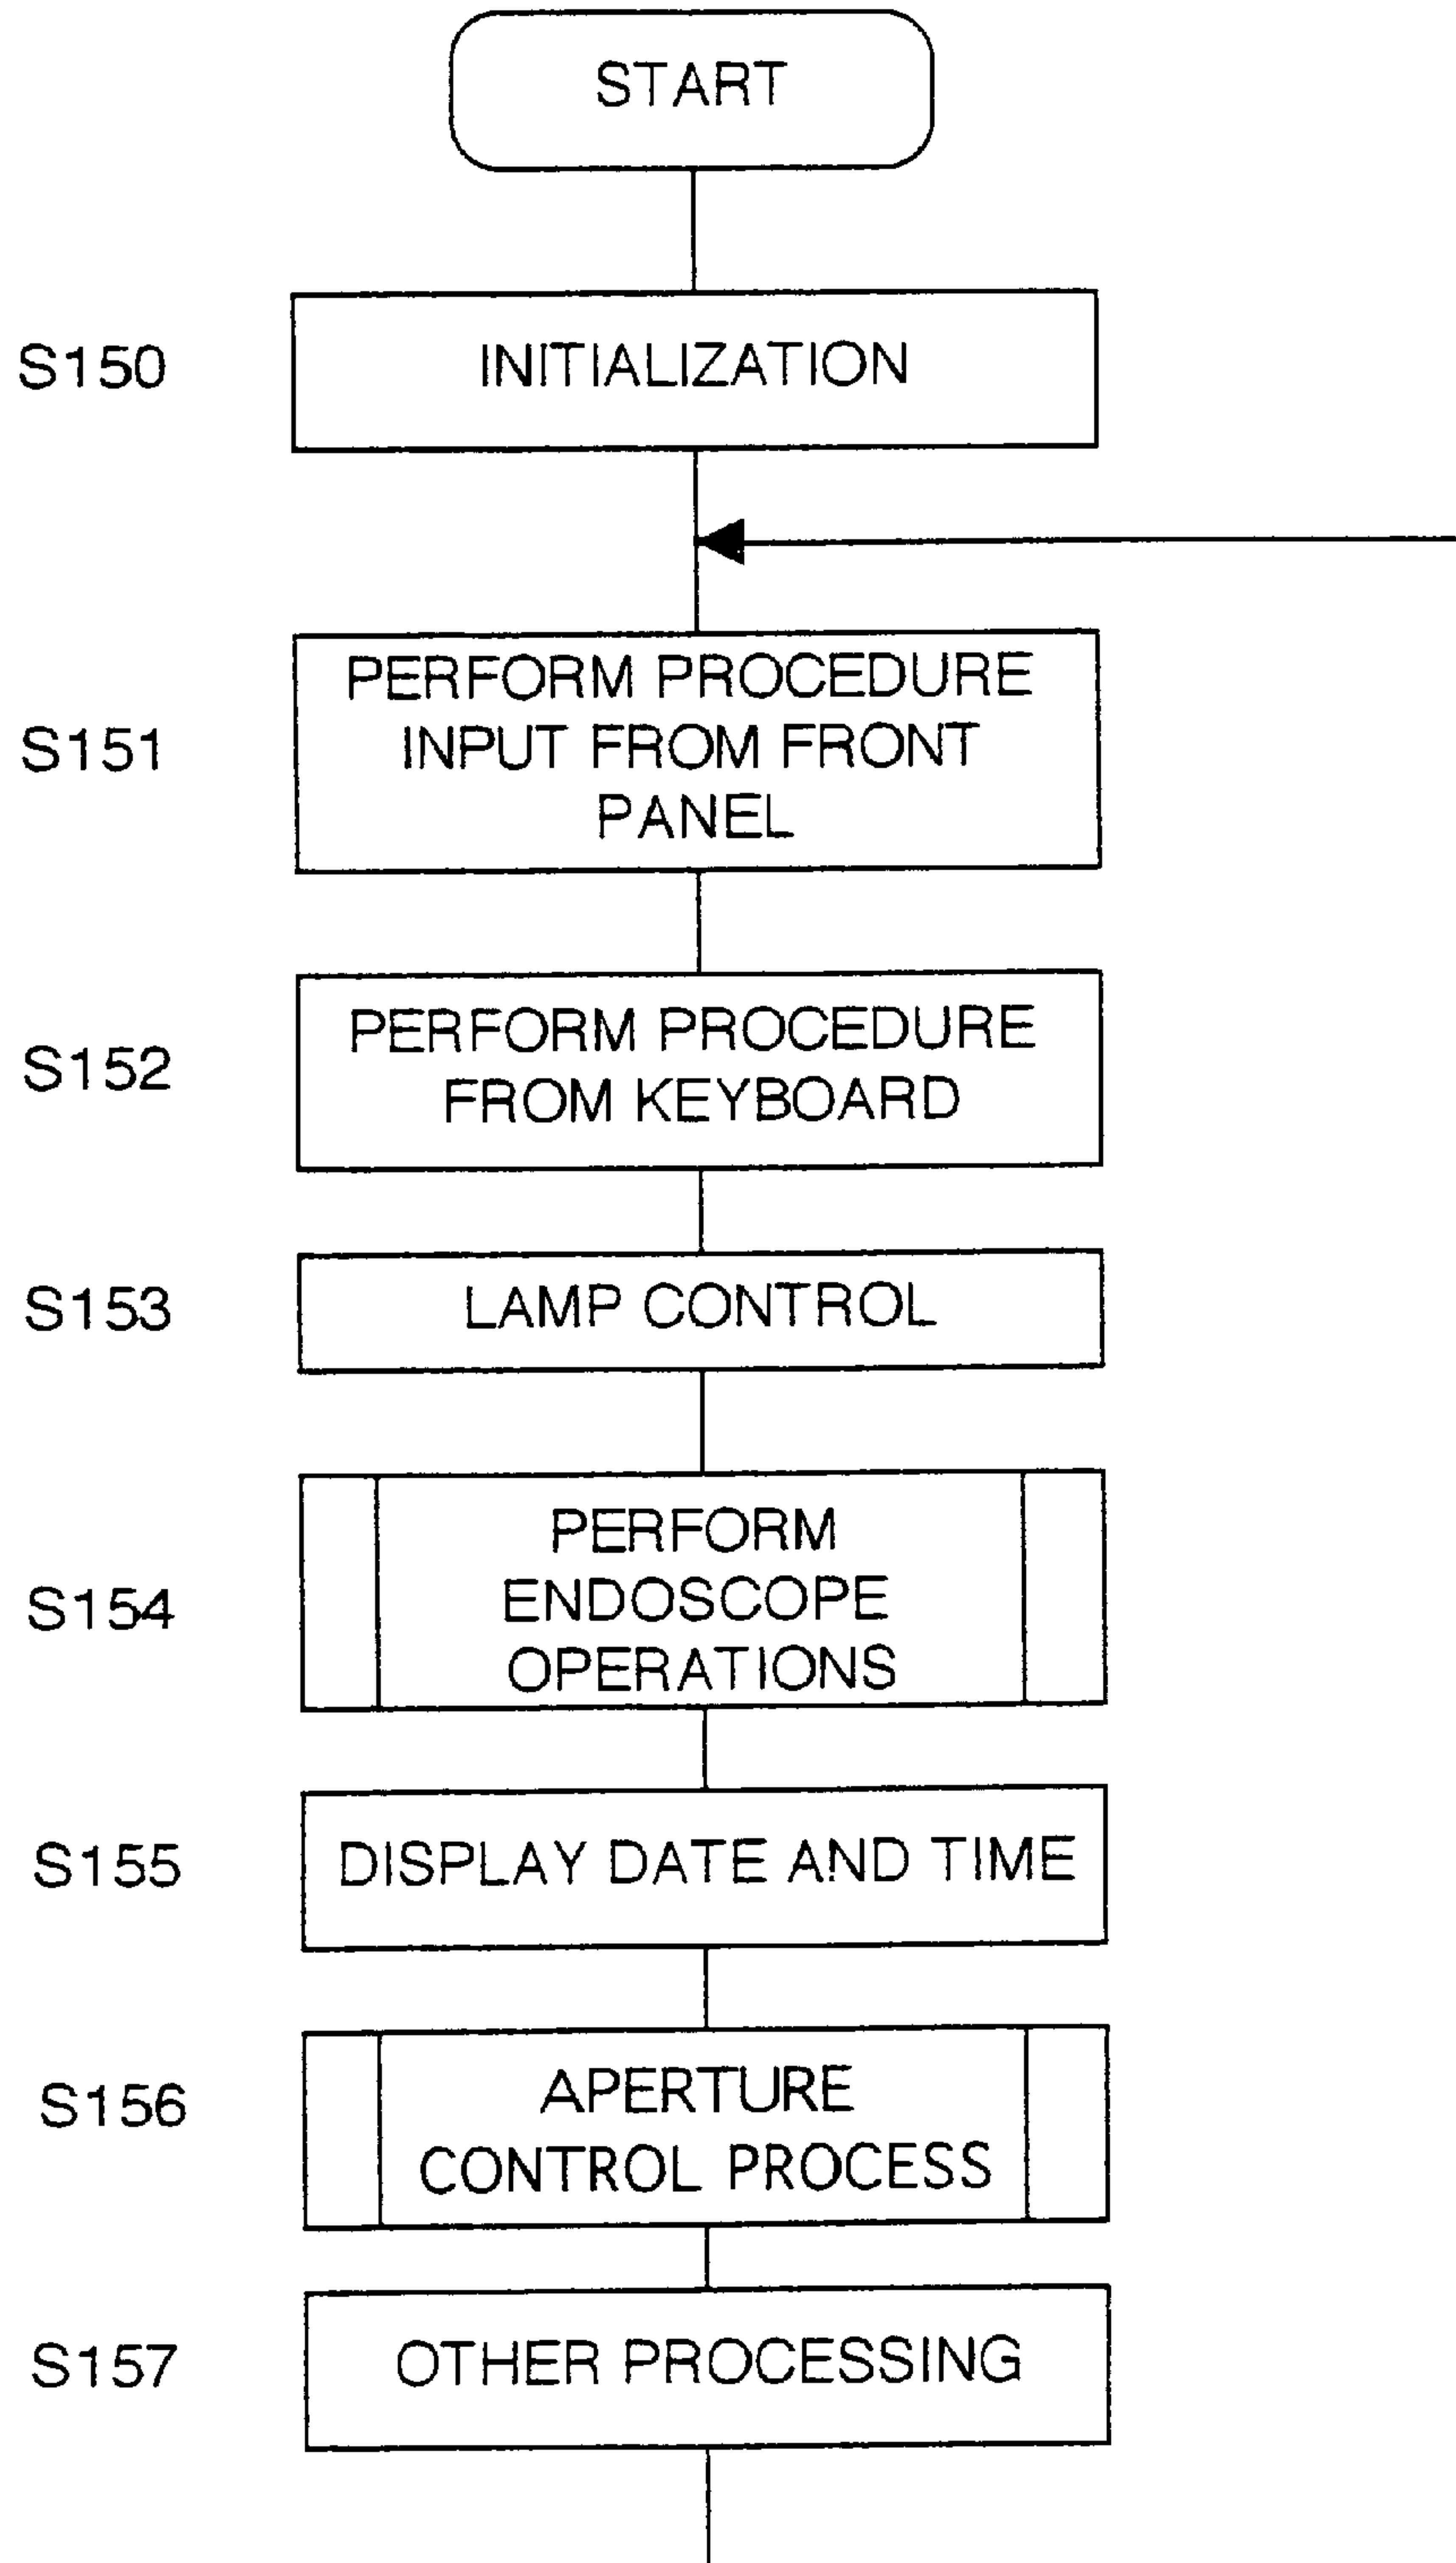 START
S150
INITIALIZATION
S151
PERFORM PROCEDURE
INPUT FROM FRONT
PANEL
S152
PERFORM PROCEDURE
FROM KEYBOARD
S153
LAMP CONTROL
S154
PERFORM
ENDOSCOPE
OPERATIONS
S155
DISPLAY DATE AND TIME
S156
APERTURE
CONTROL PROCESS
S157
OTHER PROCESSING